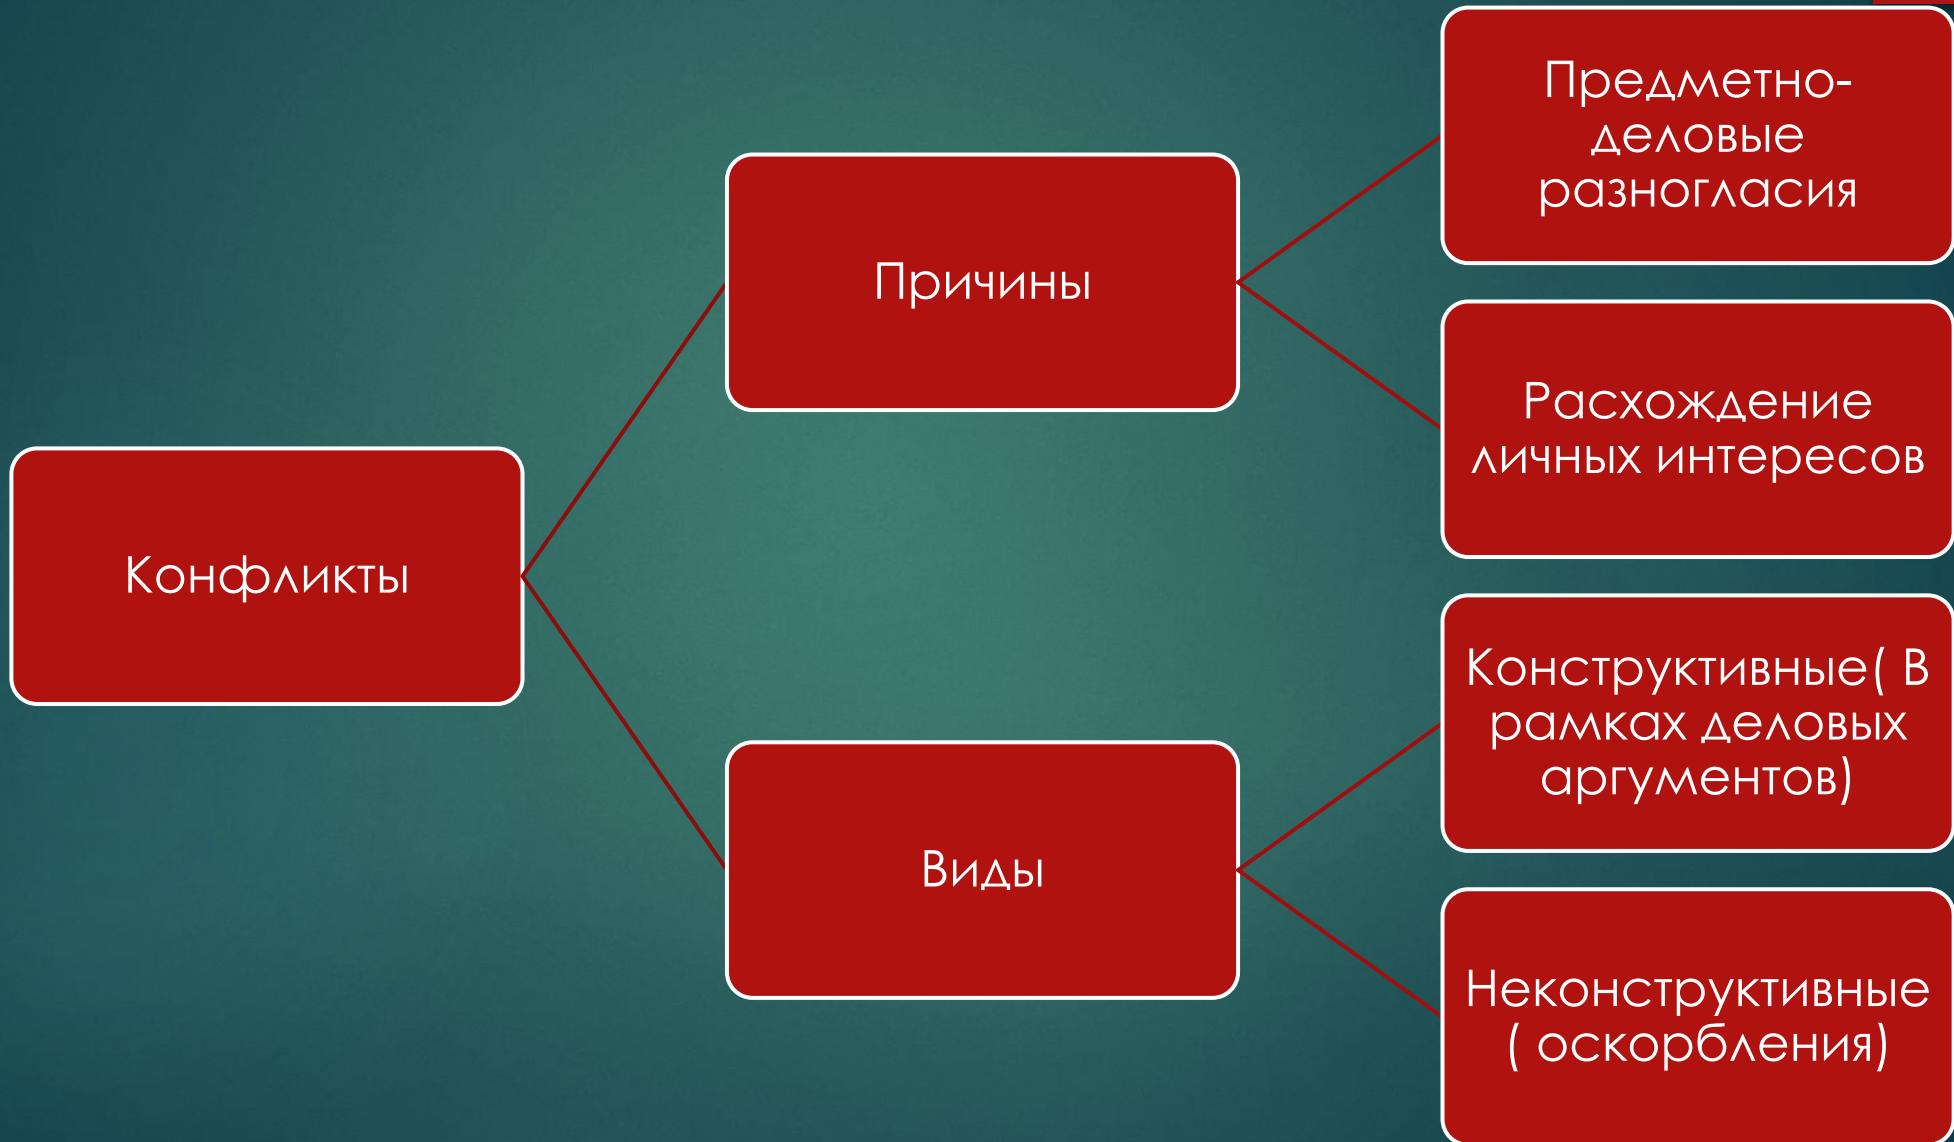 Предметно-
деловые
разногласия
Причины
Расхождение
личных интересов
Конфликты
Конструктивные( В
рамках деловых
аргументов)
Виды
Неконструктивные
( оскорбления)